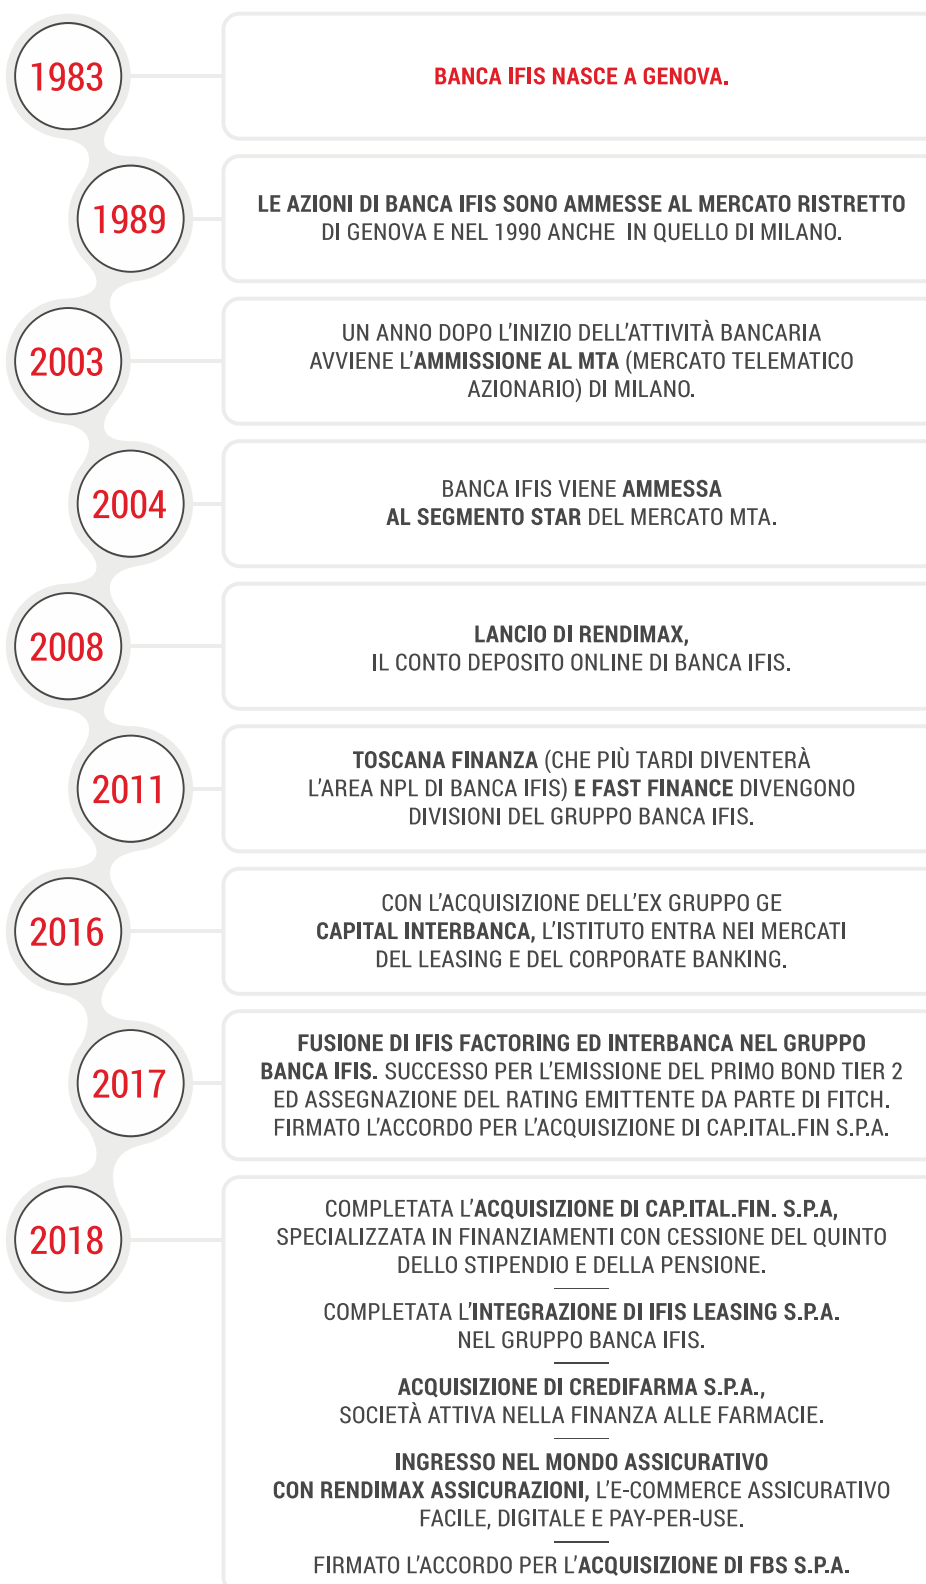 1983
BANCA IFIS NASCE A GENOVA.
1989
LE AZIONI DI BANCA IFIS SONO AMMESSE AL MERCATO RISTRETTO
DI GENOVA E NEL 1990 ANCHE IN QUELLO DI MILANO.
2003
UN ANNO DOPO L'INIZIO DELL'ATTIVITÀ BANCARIA
AVVIENE L'AMMISSIONE AL MTA (MERCATO TELEMATICO
AZIONARIO) DI MILANO.
2004
BANCA IFIS VIENE AMMESSA
AL SEGMENTO STAR DEL MERCATO MTA.
2008
LANCIO DI RENDIMAX,
IL CONTO DEPOSITO ONLINE DI BANCA IFIS.
2011
TOSCANA FINANZA (CHE PIÙ TARDI DIVENTERÀ
L'AREA NPL DI BANCA IFIS) E FAST FINANCE DIVENGONO
DIVISIONI DEL GRUPPO BANCA IFIS.
2016
CON L'ACQUISIZIONE DELL'EX GRUPPO GE
CAPITAL INTERBANCA, L'ISTITUTO ENTRA NEI MERCATI
DEL LEASING E DEL CORPORATE BANKING.
2017
FUSIONE DI IFIS FACTORING ED INTERBANCA NEL GRUPPO
BANCA IFIS. SUCCESSO PER L'EMISSIONE DEL PRIMO BOND TIER 2
ED ASSEGNAZIONE DEL RATING EMITTENTE DA PARTE DI FITCH.
FIRMATO L'ACCORDO PER L'ACQUISIZIONE DI CAP.ITAL.FIN S.P.A.
2018
COMPLETATA L'ACQUISIZIONE DI CAP.ITAL.FIN. S.P.A,
SPECIALIZZATA IN FINANZIAMENTI CON CESSIONE DEL QUINTO
DELLO STIPENDIO E DELLA PENSIONE.
COMPLETATA L'INTEGRAZIONE DI IFIS LEASING S.P.A.
NEL GRUPPO BANCA IFIS.
ACQUISIZIONE DI CREDIFARMA S.P.A.,
SOCIETÀ ATTIVA NELLA FINANZA ALLE FARMACIE.
INGRESSO NEL MONDO ASSICURATIVO
CON RENDIMAX ASSICURAZIONI, L'E-COMMERCE ASSICURATIVO
FACILE, DIGITALE E PAY-PER-USE.
FIRMATO L'ACCORDO PER L'ACQUISIZIONE DI FBS S.P.A.